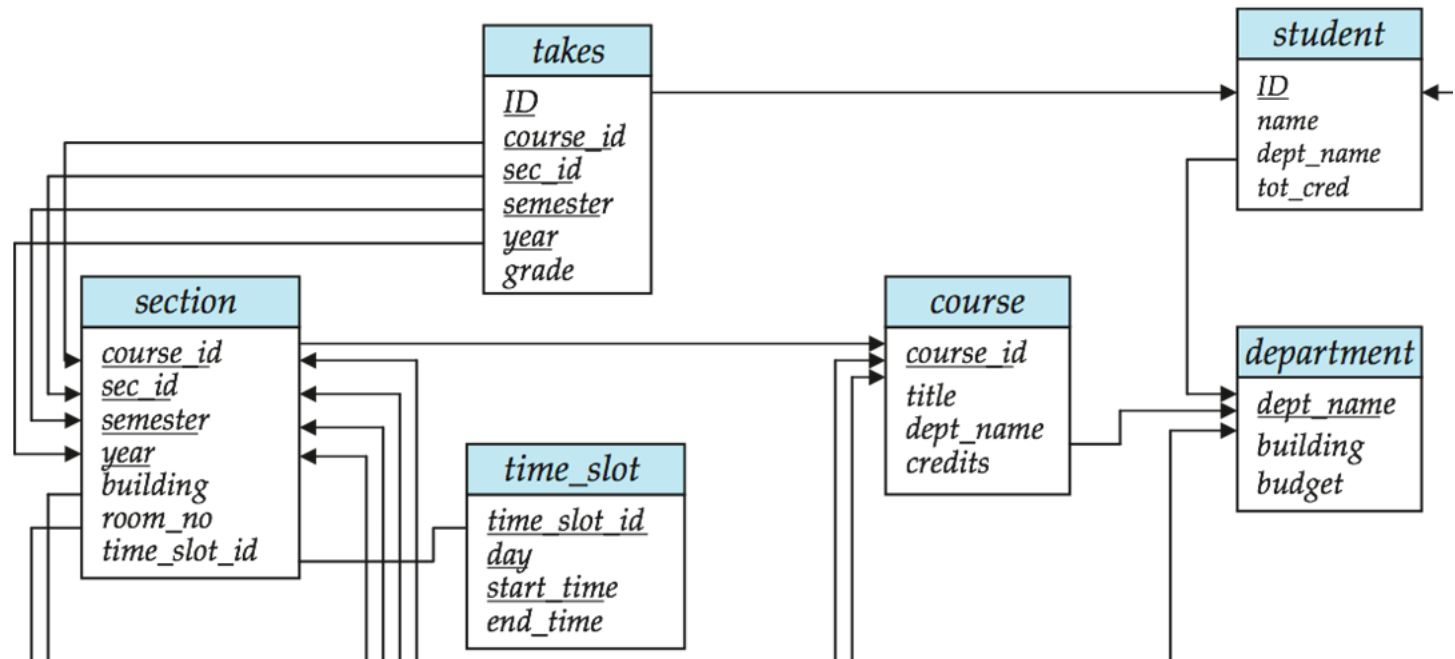 takes
ID
course_id
sec_id
semester
year
grade
student
ID
name
dept_name
tot_cred
section
course_id
sec_id
semester
year
building
room_no
time_slot_id
time_slot
time_slot_id
day
start_time
end_time
course
course_id
title
dept_name
credits
department
dept_name
building
budget